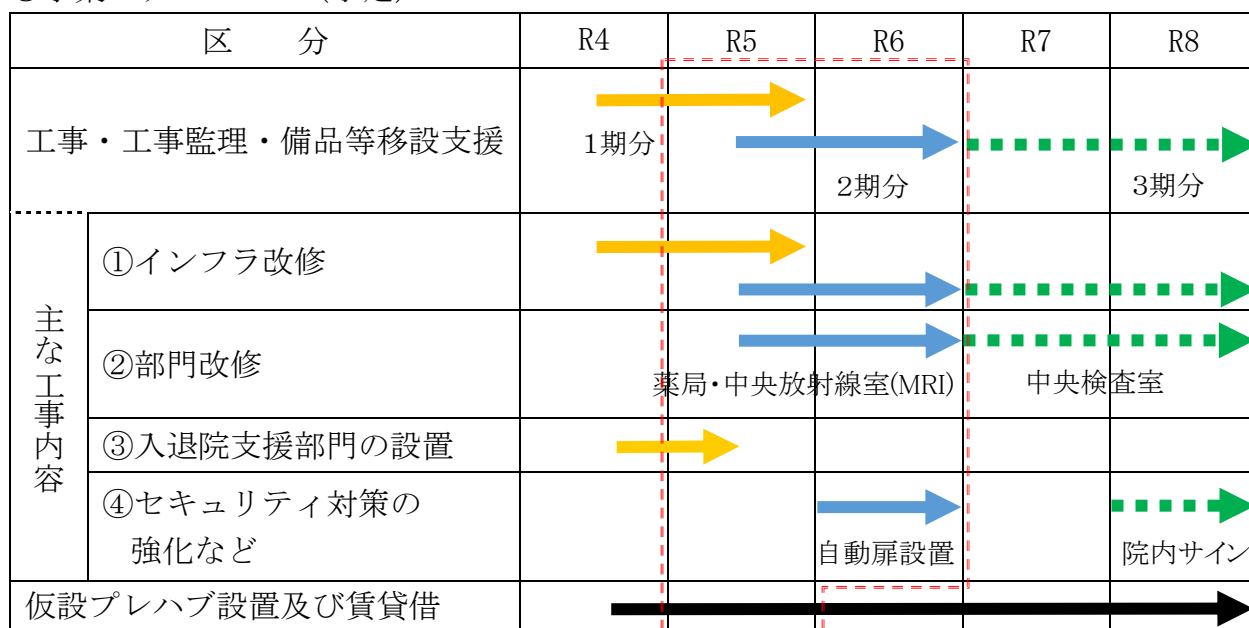 区　　分 R4 R5 R6 R7 R8
工事・工事監理・備品等移設支援
1期分
2期分
3期分
主な工事内容
①インフラ改修
②部門改修
薬局・中央放射線室(MRI)
中央検査室
③入退院支援部門の設置
④セキュリティ対策の
強化など
自動扉設置
院内サイン
仮設プレハブ設置及び賃貸借